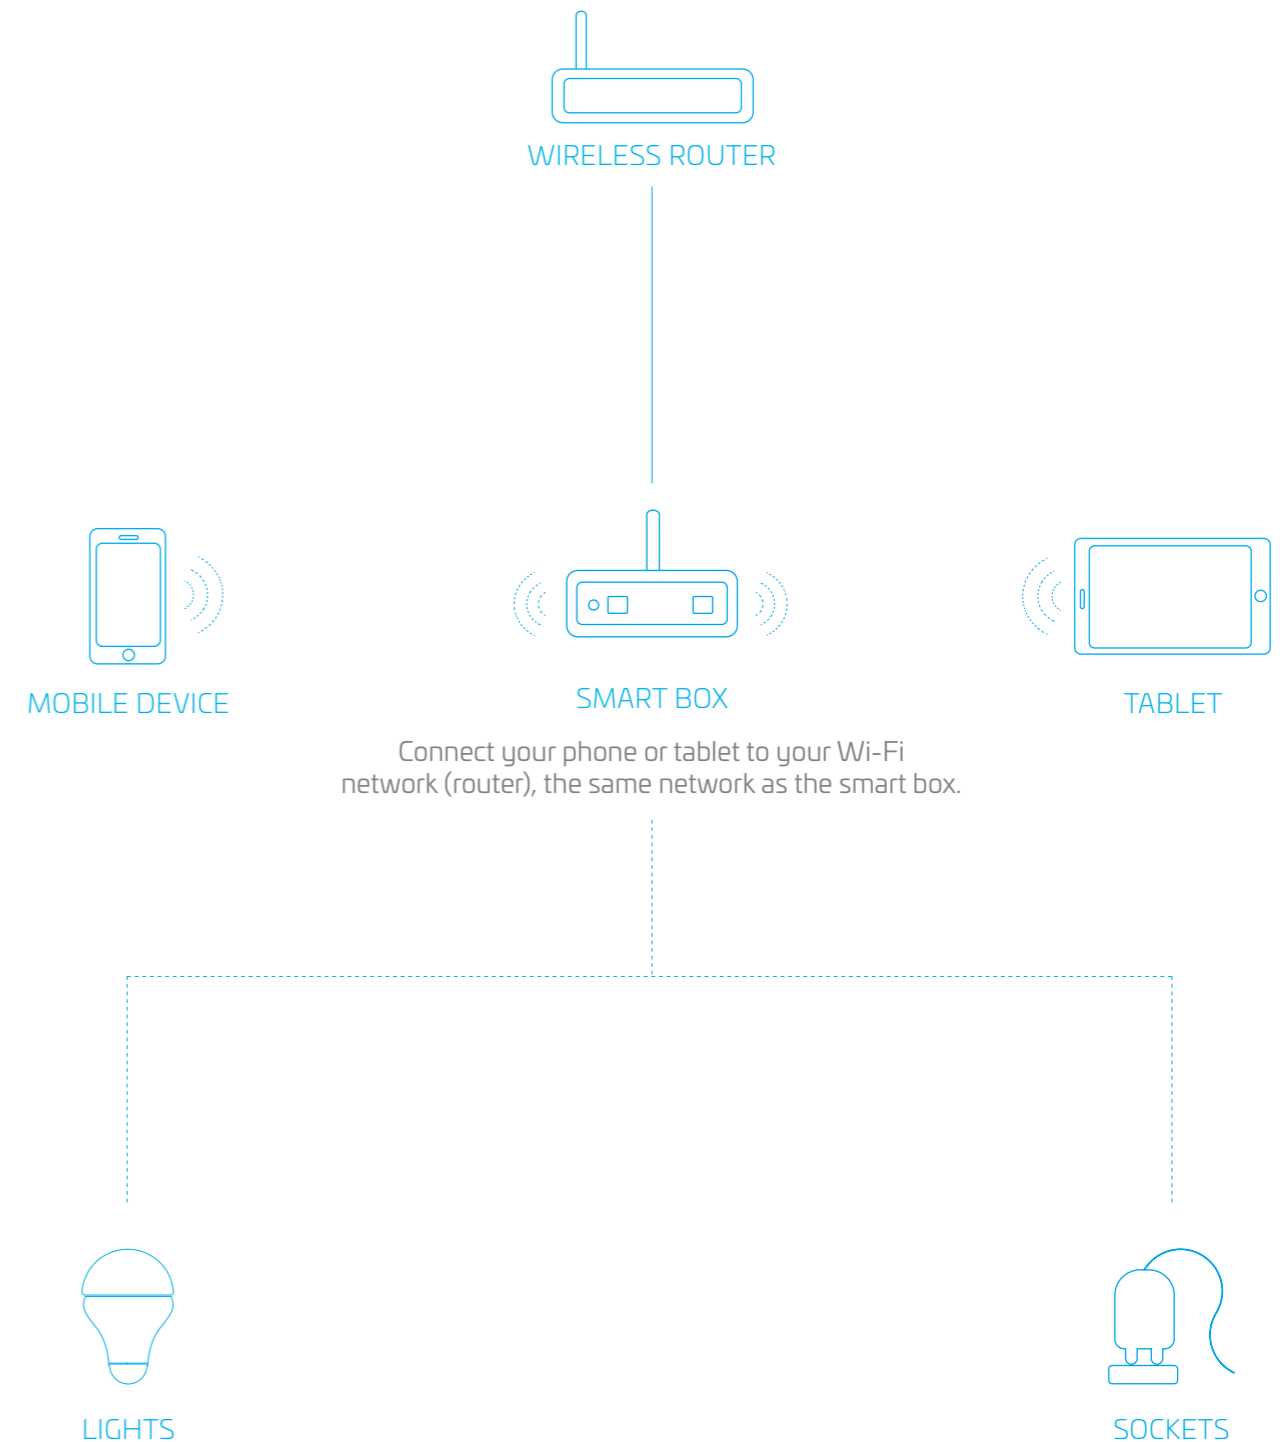 WIRELESS ROUTER
MOBILE DEVICE
SMART BOX
TABLET
Connect your phone or tablet to your Wi-Fi
network (router), the same network as the smart box.
LIGHTS
SOCKETS